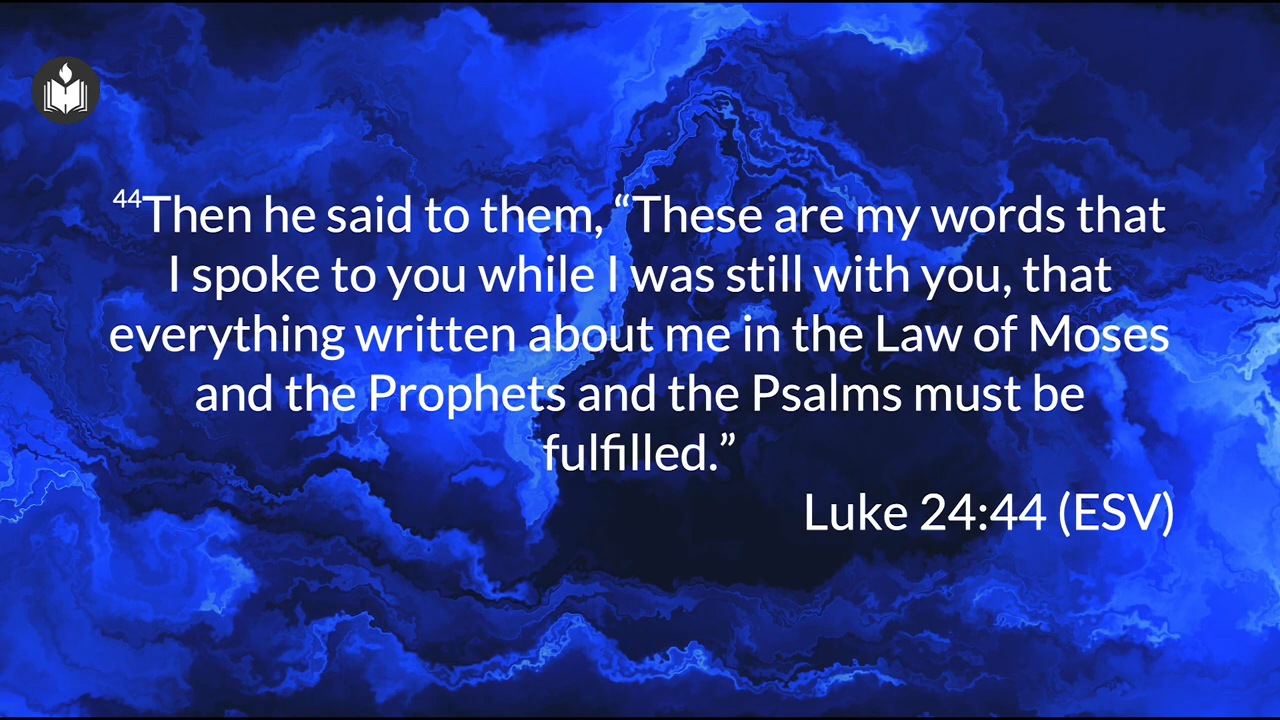 44Then he said to them, “These are my words that
I spoke to you while I was still with you, that
everything written about me in the Law of Moses
and the Prophets and the Psalms must be
fulfilled.”
Luke 24:44 (ESV)